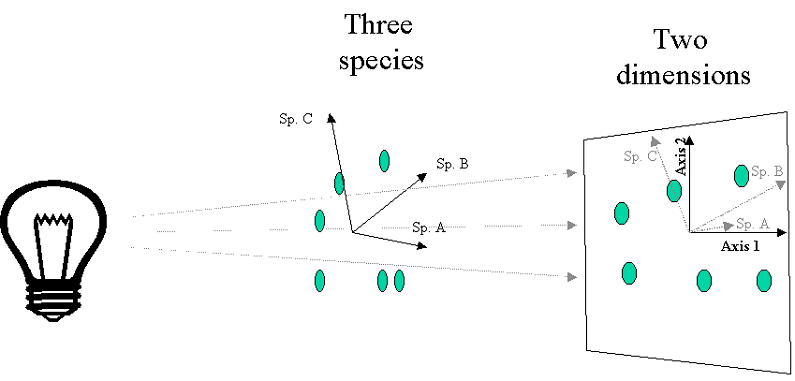 Three
species
Two
dimensions
Sp. C
Sp. B
Sp. A
Sp. C
Axis 2
Sp. B
Sp. A
Axis 1